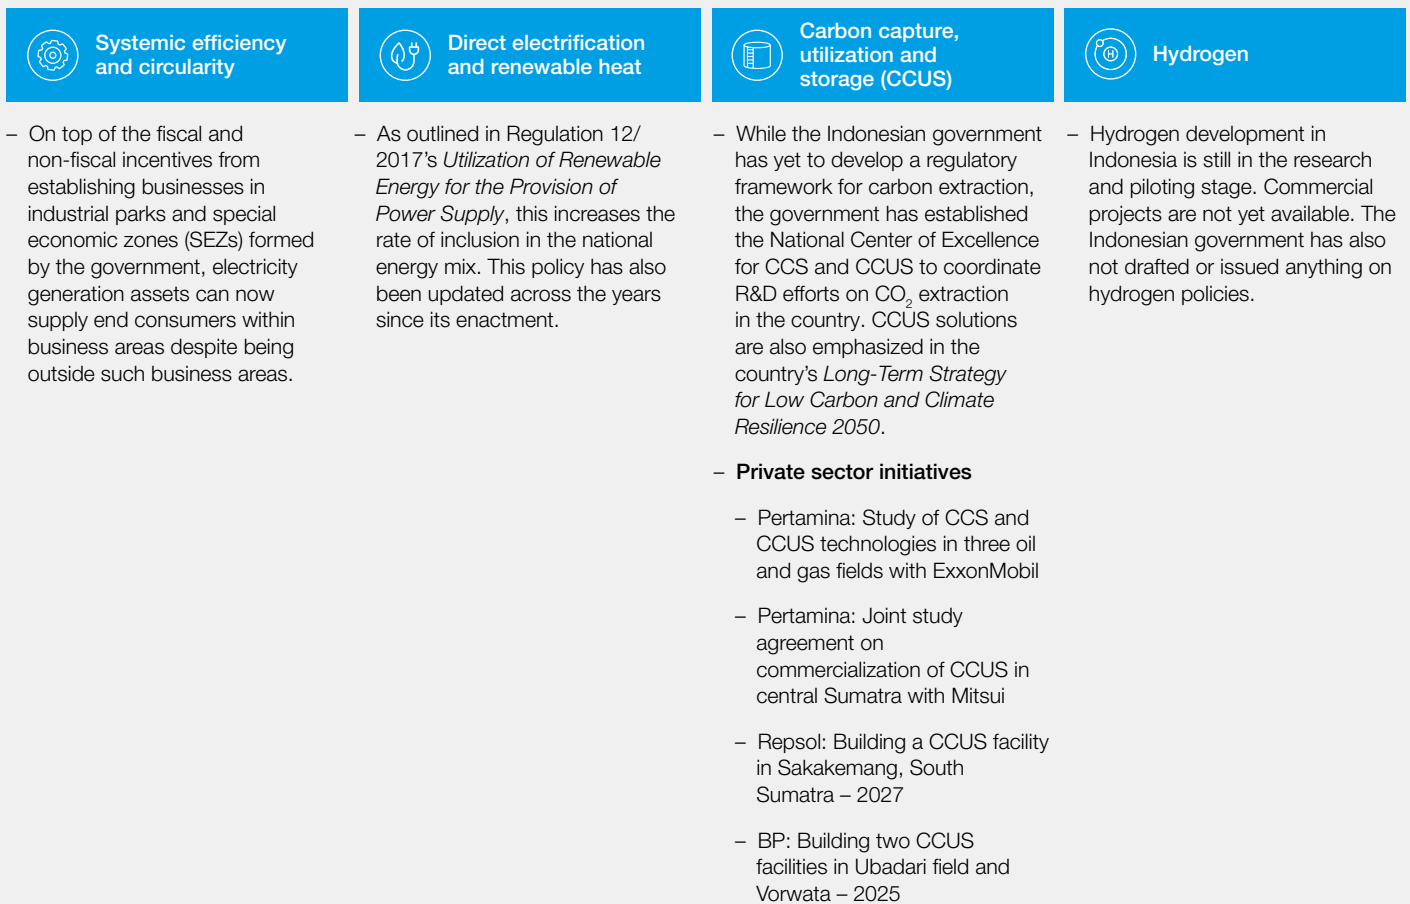 Systemic efficiency
and circularity
– On top of the fiscal and
non-fiscal incentives from
establishing businesses in
industrial parks and special
economic zones (SEZs) formed
by the government, electricity
generation assets can now
supply end consumers within
business areas despite being
outside such business areas.
Direct electrification
and renewable heat
– As outlined in Regulation 12/
2017's Utilization of Renewable
Energy for the Provision of
Power Supply, this increases the
rate of inclusion in the national
energy mix. This policy has also
been updated across the years
since its enactment.
Carbon capture,
utilization and
storage (CCUS)
– While the Indonesian government
has yet to develop a regulatory
framework for carbon extraction,
the government has established
the National Center of Excellence
for CCS and CCUS to coordinate
R&D efforts on CO₂ extraction
in the country. CCUS solutions
are also emphasized in the
country's Long-Term Strategy
for Low Carbon and Climate
Resilience 2050.
– Private sector initiatives
– Pertamina: Study of CCS and
CCUS technologies in three oil
and gas fields with ExxonMobil
– Pertamina: Joint study
agreement on
commercialization of CCUS in
central Sumatra with Mitsui
– Repsol: Building a CCUS facility
in Sakakemang, South
Sumatra – 2027
– BP: Building two CCUS
facilities in Ubadari field and
Vorwata – 2025
H
Hydrogen
– Hydrogen development in
Indonesia is still in the research
and piloting stage. Commercial
projects are not yet available. The
Indonesian government has also
not drafted or issued anything on
hydrogen policies.